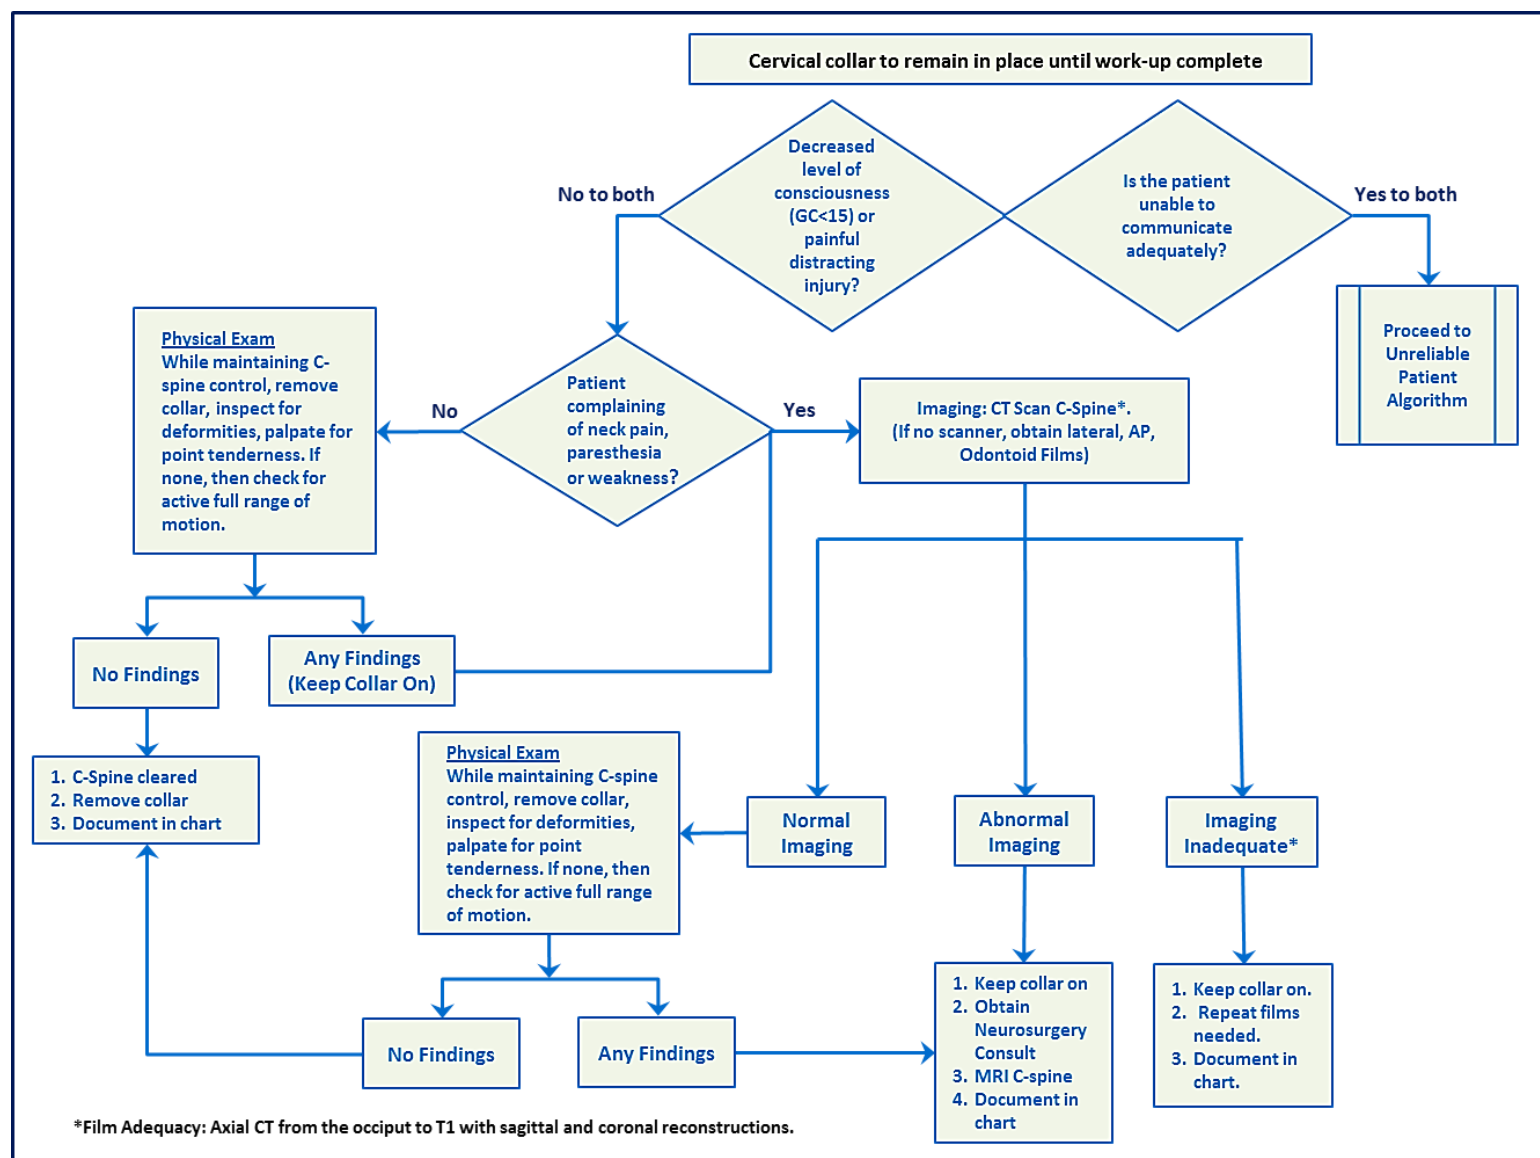 Cervical collar to remain in place until work-up complete
Decreased
level of
consciousness
(GC<15) or
painful
distracting
injury?
Is the patient
unable to
communicate
adequately?
No to both
Yes to both
Proceed to
Unreliable
Patient
Algorithm
Physical Exam
While maintaining C-
spine control, remove
collar, inspect for
deformities, palpate for
point tenderness. If
none, then check for
active full range of
motion.
No
Patient
complaining
of neck pain,
paresthesia
or weakness?
Yes
Imaging: CT Scan C-Spine*.
(If no scanner, obtain lateral, AP,
Odontoid Films)
No Findings
Any Findings
(Keep Collar On)
1. C-Spine cleared
2. Remove collar
3. Document in chart
Physical Exam
While maintaining C-spine
control, remove collar,
inspect for deformities,
palpate for point
tenderness. If none, then
check for active full range
of motion.
Normal
Imaging
Abnormal
Imaging
Imaging
Inadequate*
No Findings
Any Findings
1. Keep collar on
2. Obtain
Neurosurgery
Consult
3. MRI C-spine
4. Document in
chart
1. Keep collar on.
2. Repeat films
needed.
3. Document in
chart.
*Film Adequacy: Axial CT from the occiput to T1 with sagittal and coronal reconstructions.